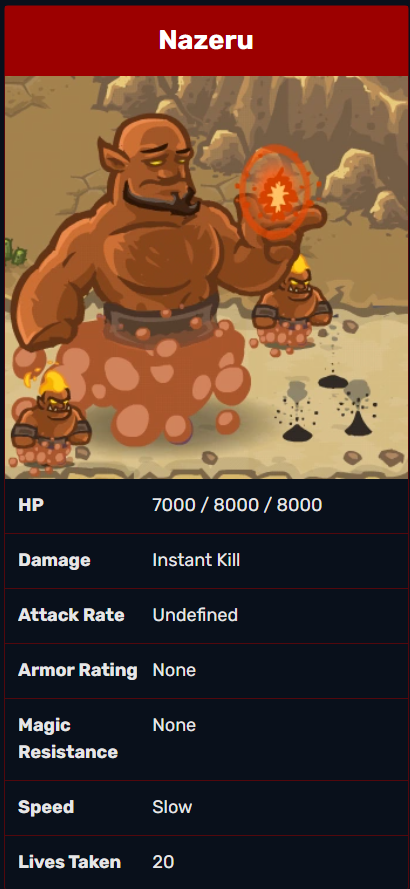 Nazeru
HP 7000 / 8000 / 8000
Damage Instant Kill
Attack Rate Undefined
Armor Rating None
Magic None
Resistance
Speed Slow
Lives Taken 20